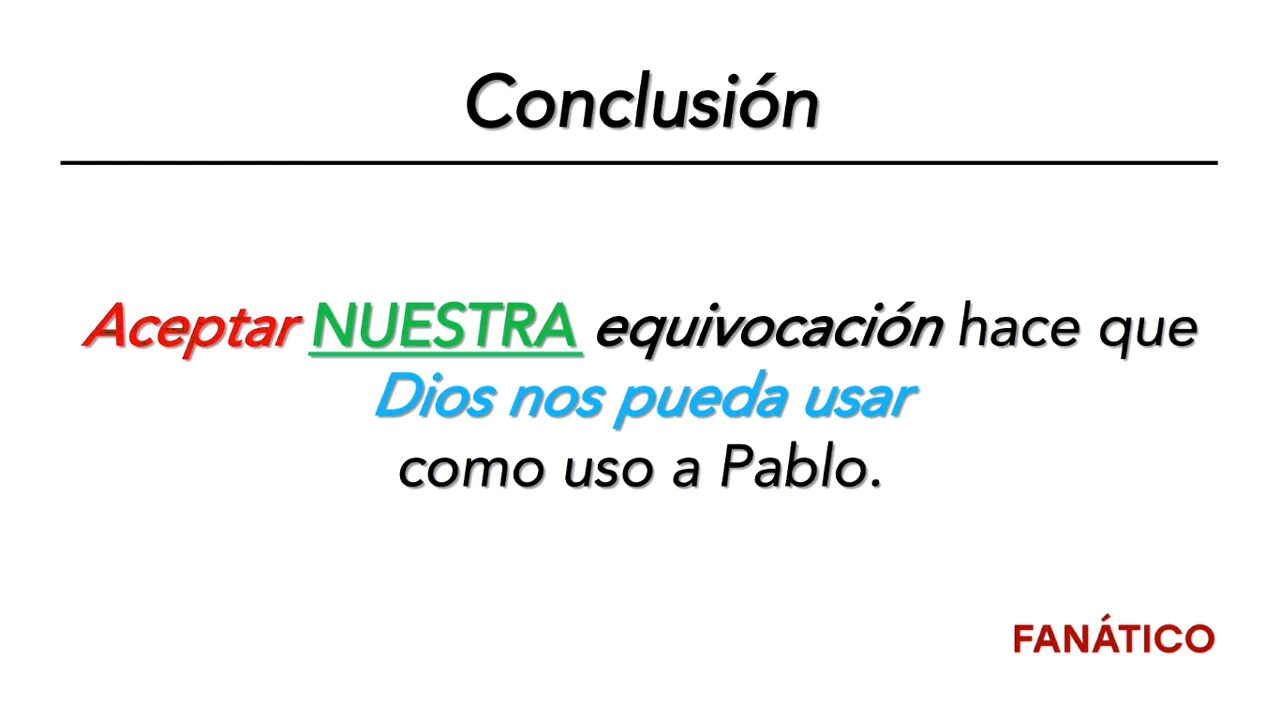 Conclusión
Aceptar NUESTRA equivocación hace que
Dios nos pueda usar
como uso a Pablo.
FANÁTICO